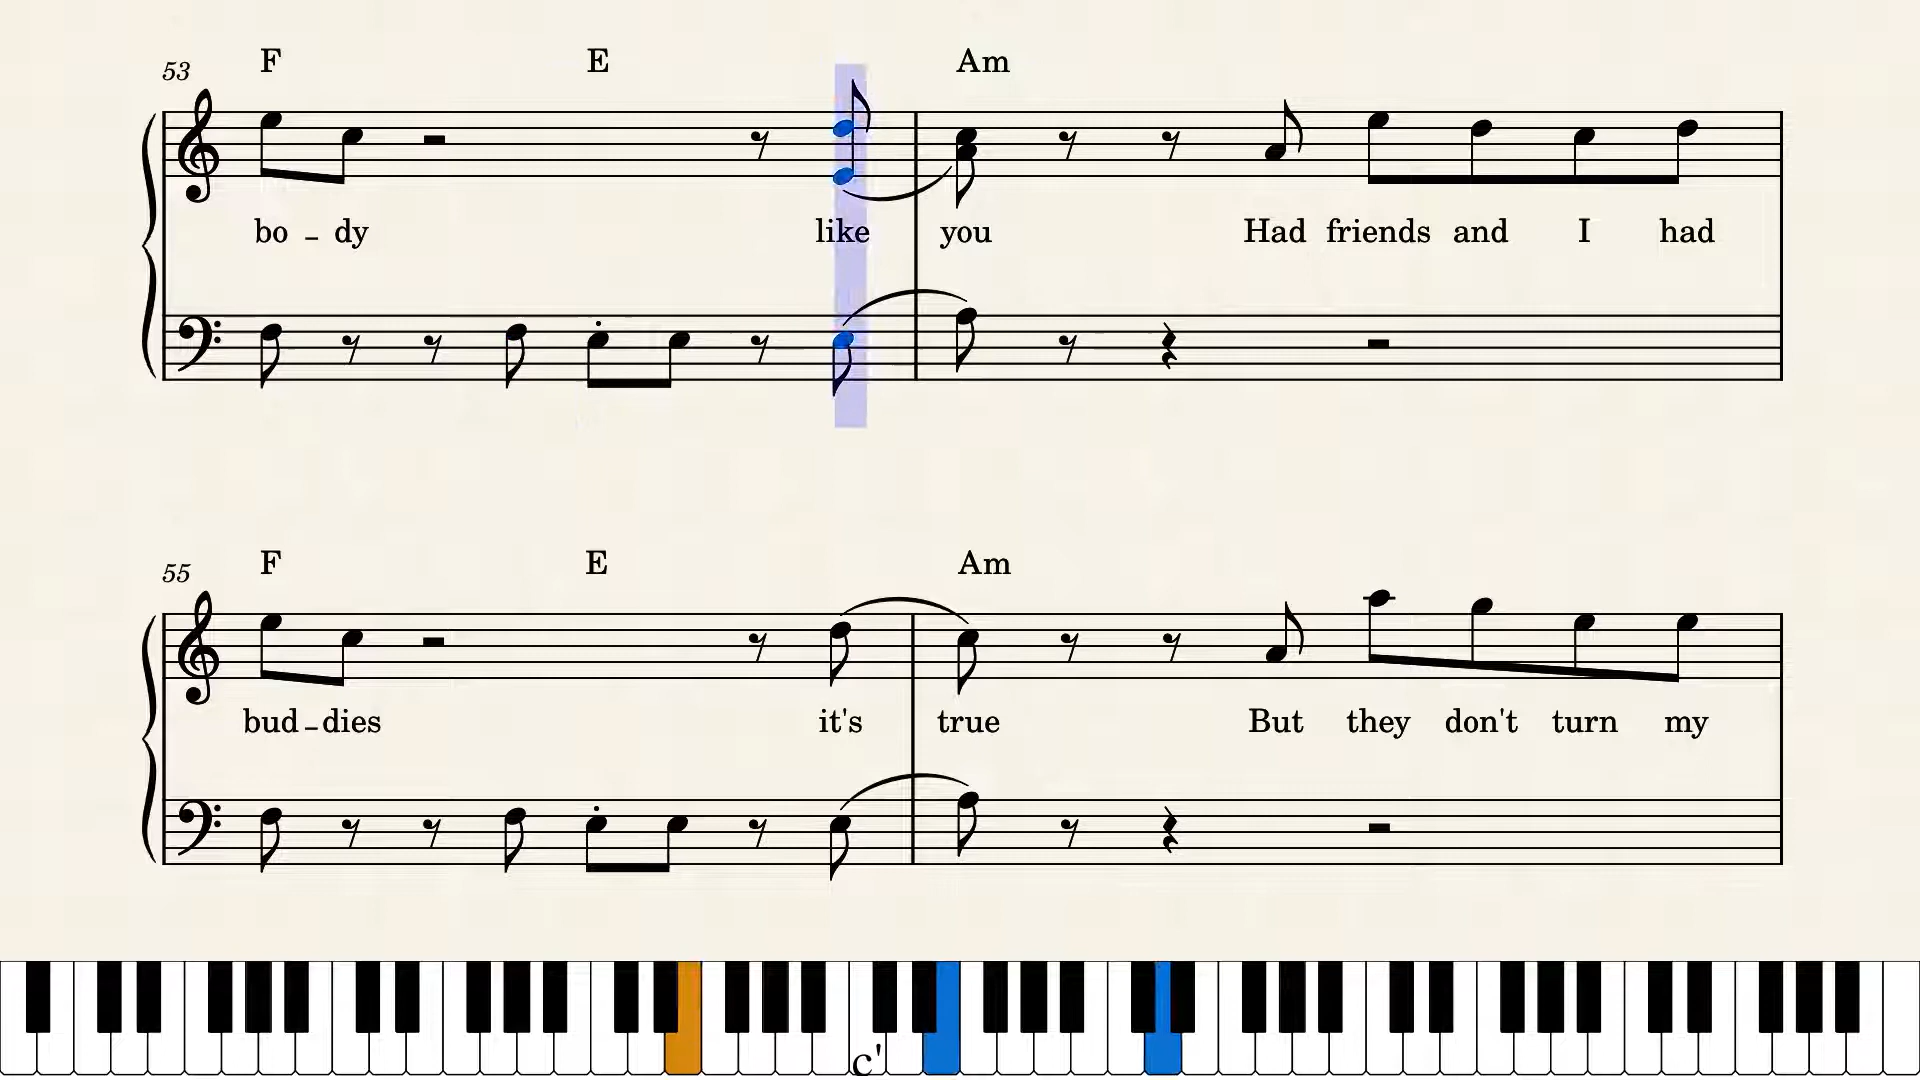 F E Am
53
bo - dy like you Had friends and I had
F E Am
55
bud - dies it's true But they don't turn my
c'